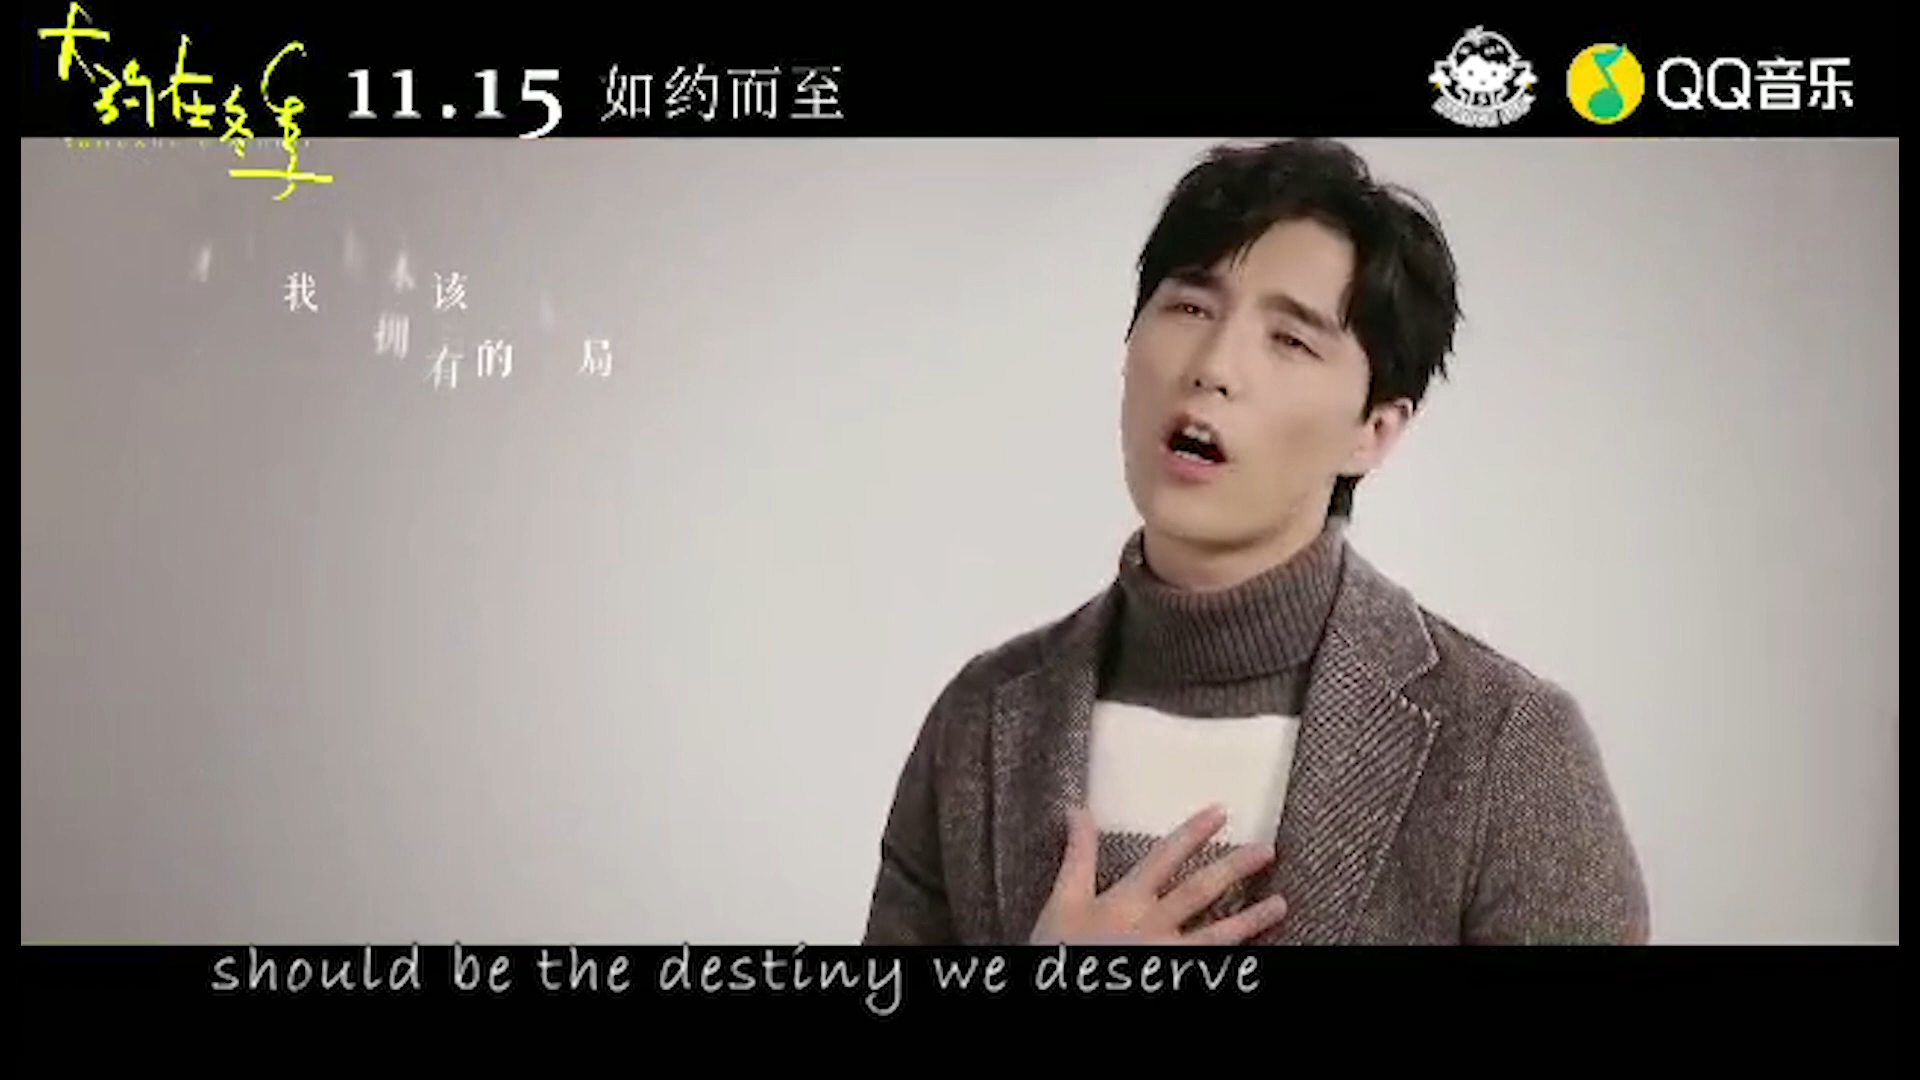 大约在冬季
11.15 如约而至
QQ音乐
我 本 该
拥有的 局
should be the destiny we deserve